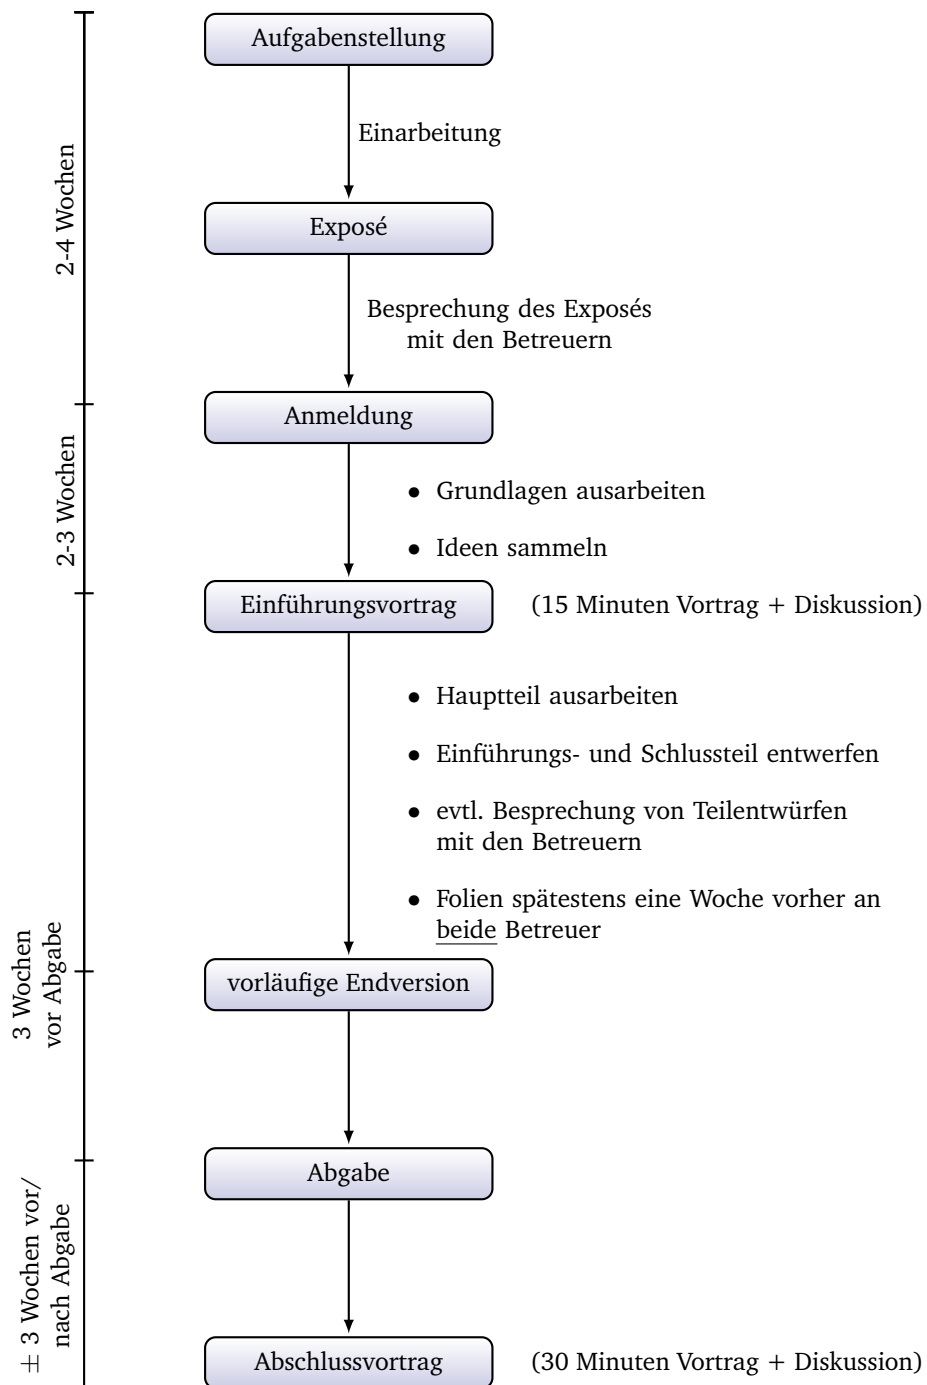 Aufgabenstellung
Einarbeitung
2-4 Wochen
Exposé
Besprechung des Exposés
mit den Betreuern
Anmeldung
2-3 Wochen
• Grundlagen ausarbeiten
• Ideen sammeln
Einführungsvortrag (15 Minuten Vortrag + Diskussion)
• Hauptteil ausarbeiten
• Einführungs- und Schlussteil entwerfen
• evtl. Besprechung von Teilentwürfen
mit den Betreuern
• Folien spätestens eine Woche vorher an
beide Betreuer
3 Wochen
vor Abgabe
vorläufige Endversion
Abgabe
± 3 Wochen vor/
nach Abgabe
Abschlussvortrag (30 Minuten Vortrag + Diskussion)